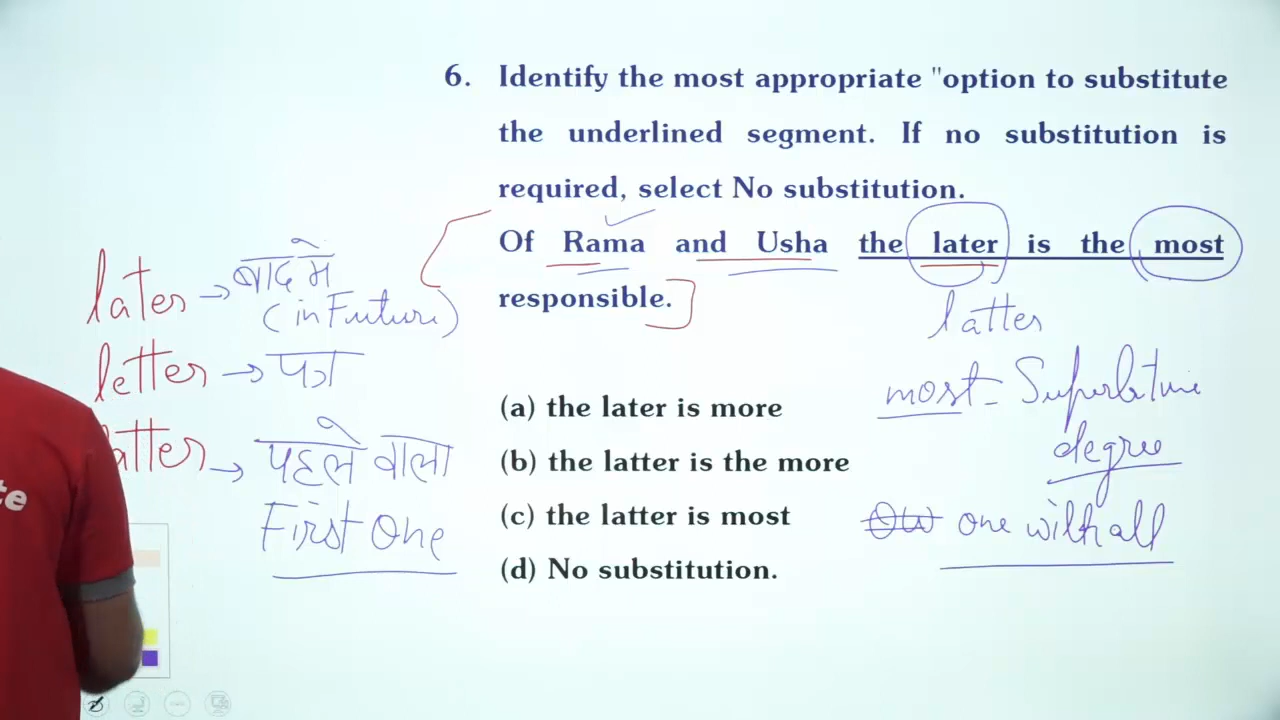 6. Identify the most appropriate "option to substitute
the underlined segment. If no substitution is
required, select No substitution.
Of Rama and Usha the later is the most
responsible.
(a) the later is more
(b) the latter is the more
(c) the latter is most
(d) No substitution.
later → बाद में
(in Future)
letter → पत्र
atter → पहले वाला
First One
latter
most = Superlative
degree
one with all
te